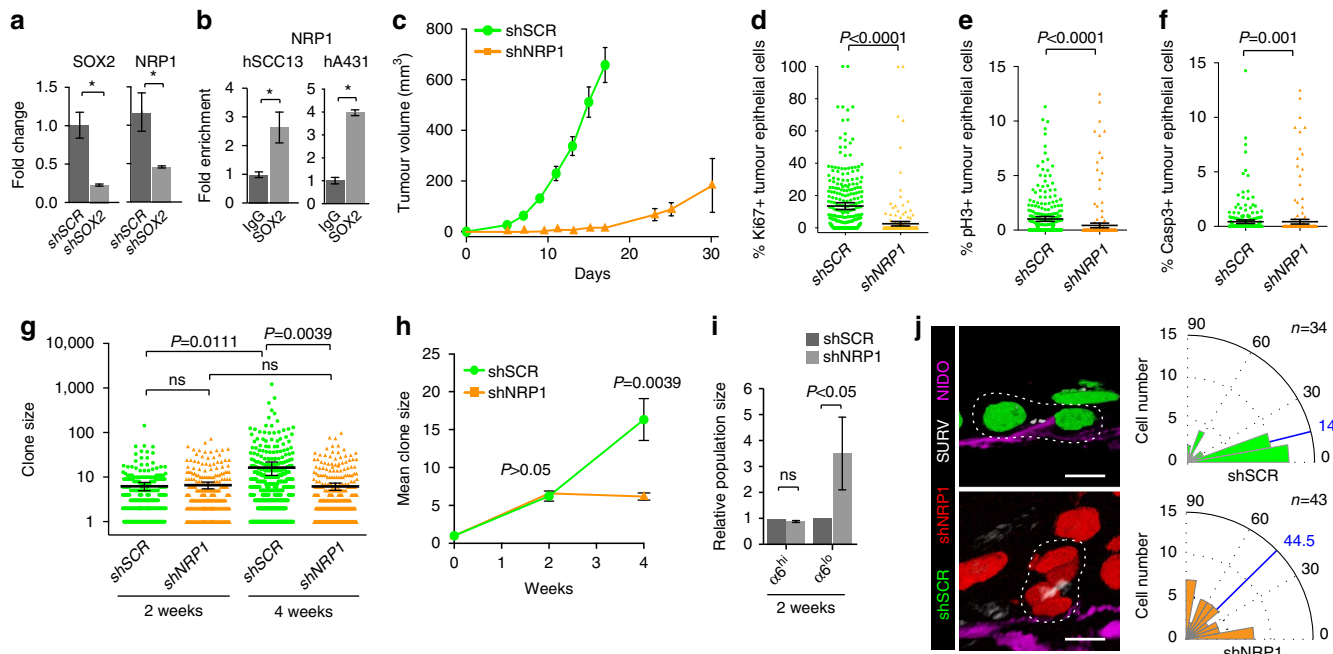 a
SOX2
NRP1
*
*
Fold change
1.5
1.0
0.5
0.0
shSCR
shSOX2
shSCR
shSOX2
b
NRP1
hSCC13
hA431
*
*
Fold enrichment
4
3
2
1
0
5
4
3
2
1
0
IgG
SOX2
IgG
SOX2
c
shSCR
shNRP1
Tumour volume (mm³)
800
600
400
200
0
0
10
20
30
Days
d
P<0.0001
% Ki67+ tumour epithelial cells
100
80
60
40
20
0
shSCR
shNRP1
e
P<0.0001
% pH3+ tumour epithelial cells
15
10
5
0
shSCR
shNRP1
f
P=0.001
% Casp3+ tumour epithelial cells
15
10
5
0
shSCR
shNRP1
g
P=0.0111
P=0.0039
ns
ns
Clone size
10,000
1,000
100
10
1
shSCR
shNRP1
shSCR
shNRP1
2 weeks
4 weeks
h
shSCR
shNRP1
P=0.0039
P>0.05
Mean clone size
25
20
15
10
5
0
0
2
4
Weeks
i
shSCR
shNRP1
P<0.05
ns
Relative population size
6
5
4
3
2
1
0
α6hi
α6lo
2 weeks
j
SURV NIDO
shSCR shNRP1
n=34
Cell number
15
10
5
0
90
60
30
14
0
shSCR
n=43
Cell number
15
10
5
0
90
60
44.5
30
0
shNRP1